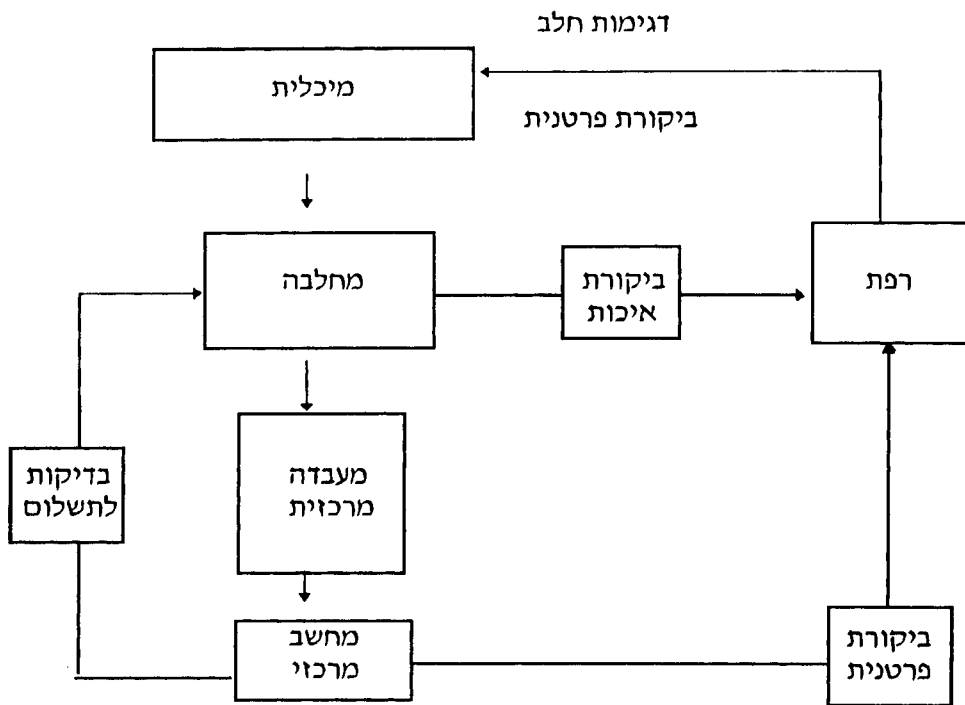 דגימות חלב
מיכלית
ביקורת פרטנית
מחלבה
ביקורת
איכות
רפת
מעבדה
מרכזית
בדיקות
לתשלום
מחשב
מרכזי
ביקורת
פרטנית